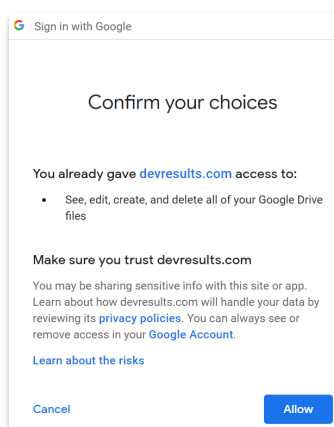 Sign in with Google
Confirm your choices
You already gave devresults.com access to:
• See, edit, create, and delete all of your Google Drive
files
Make sure you trust devresults.com
You may be sharing sensitive info with this site or app.
Learn about how devresults.com will handle your data by
reviewing its privacy policies. You can always see or
remove access in your Google Account.
Learn about the risks
Cancel
Allow